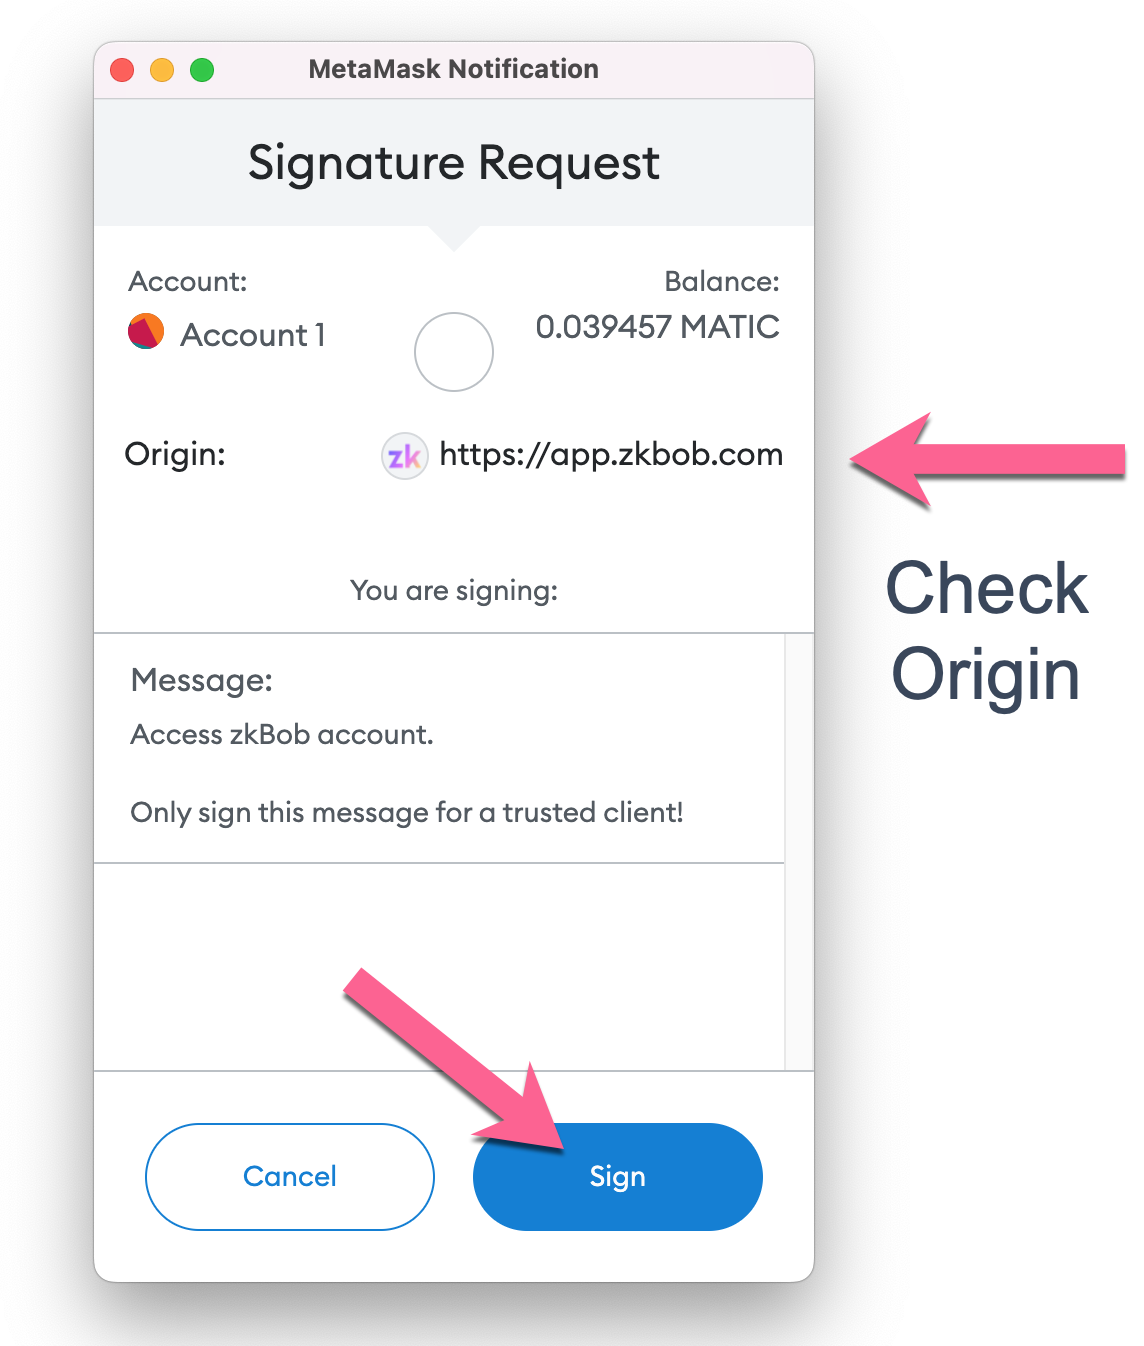 MetaMask Notification
Signature Request
Account:
Balance:
Account 1
0.039457 MATIC
Origin:
zk https://app.zkbob.com
Check
Origin
You are signing:
Message:
Access zkBob account.
Only sign this message for a trusted client!
Cancel
Sign